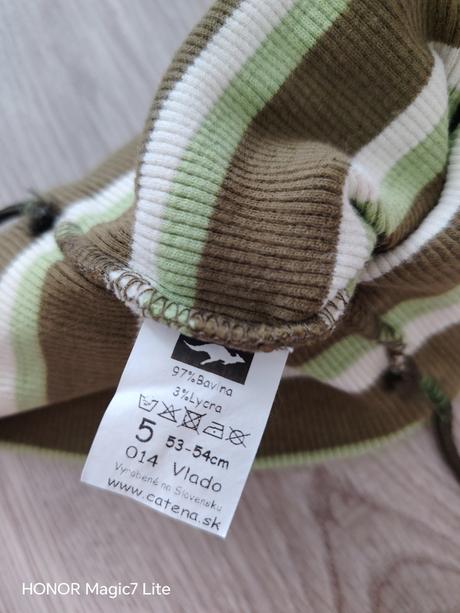 97%Bavlna
3%Lycra
5 53-54cm
014 Vlado
Vyrobené na Slovensku
www.catena.sk
HONOR Magic7 Lite